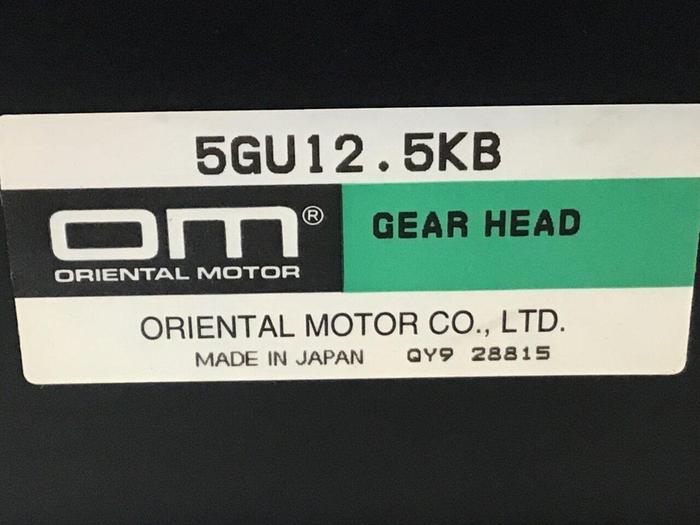 5GU12.5KB
om®
ORIENTAL MOTOR
GEAR HEAD
ORIENTAL MOTOR CO., LTD.
MADE IN JAPAN QY9 28815